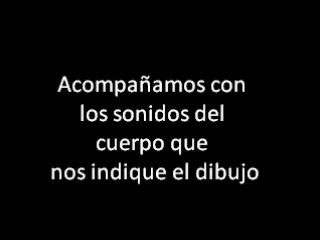 Acompañamos con
los sonidos del
cuerpo que
nos indique el dibujo